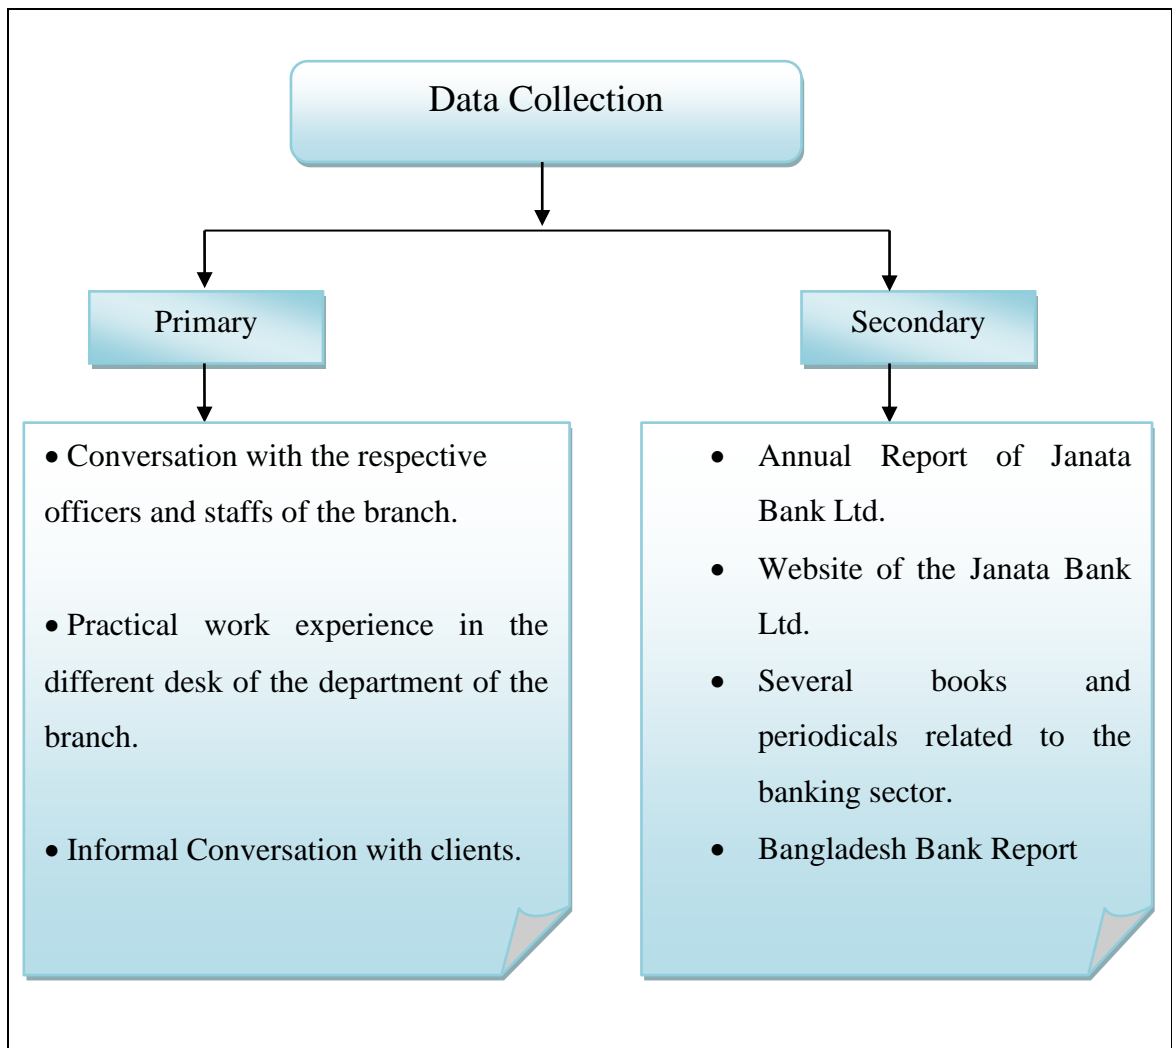 Data Collection
Primary
Secondary
• Conversation with the respective
officers and staffs of the branch.
• Practical work experience in the
different desk of the department of the
branch.
• Informal Conversation with clients.
• Annual Report of Janata
Bank Ltd.
• Website of the Janata Bank
Ltd.
• Several books and
periodicals related to the
banking sector.
• Bangladesh Bank Report